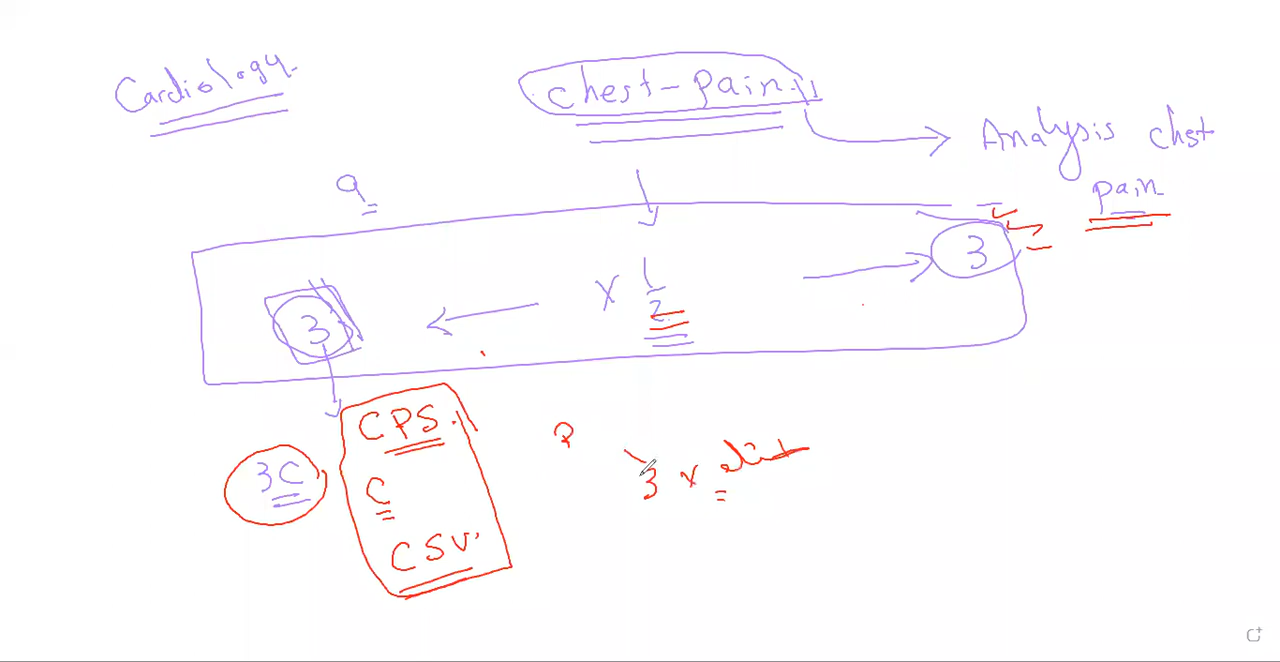 Cardiology
Chest-pain
Analysis chest
pain
9
3
X 1
2
3
CPS
3C
C
3 x
CSV